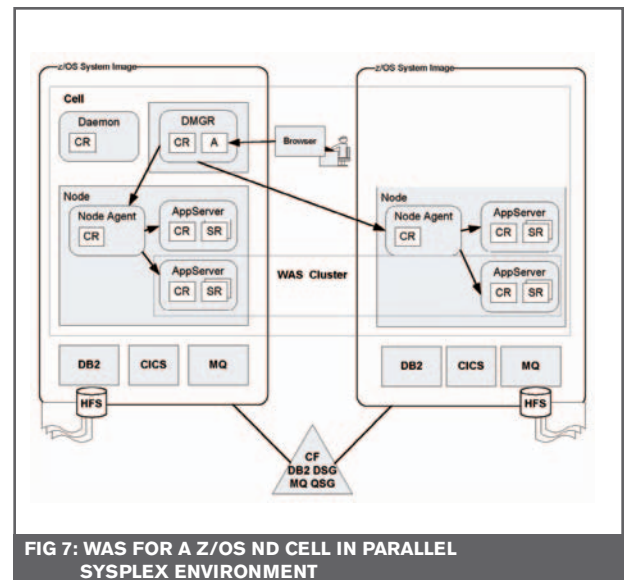 z/OS System Image
z/OS System Image
Cell
Daemon
CR
DMGR
CR
A
Browser
Node
Node Agent
CR
AppServer
CR
SR
AppServer
CR
SR
WAS Cluster
Node
Node Agent
CR
AppServer
CR
SR
AppServer
CR
SR
DB2
CICS
MQ
HFS
DB2
CICS
MQ
HFS
CF
DB2 DSG
MQ QSG
FIG 7: WAS FOR A Z/OS ND CELL IN PARALLEL
SYSPLEX ENVIRONMENT